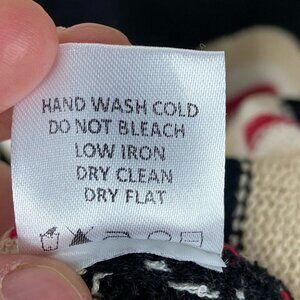 HAND WASH COLD
DO NOT BLEACH
LOW IRON
DRY CLEAN
DRY FLAT